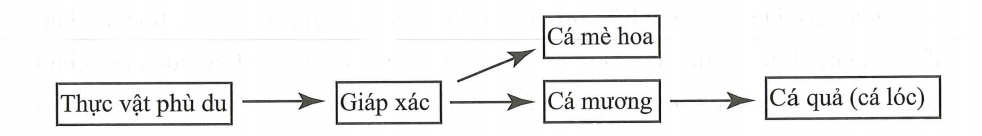 Cá mè hoa
Thực vật phù du
Giáp xác
Cá mương
Cá quả (cá lóc)